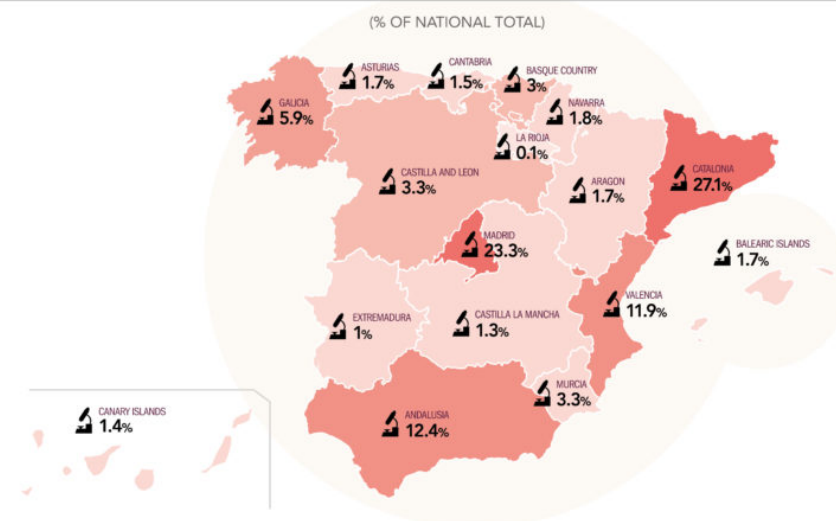 (% OF NATIONAL TOTAL)
ASTURIAS
1.7%
CANTABRIA
1.5%
BASQUE COUNTRY
3%
GALICIA
5.9%
NAVARRA
1.8%
LA RIOJA
0.1%
CASTILLA AND LEON
3.3%
ARAGON
1.7%
CATALONIA
27.1%
MADRID
23.3%
BALEARIC ISLANDS
1.7%
VALENCIA
11.9%
EXTREMADURA
1%
CASTILLA LA MANCHA
1.3%
MURCIA
3.3%
CANARY ISLANDS
1.4%
ANDALUSIA
12.4%